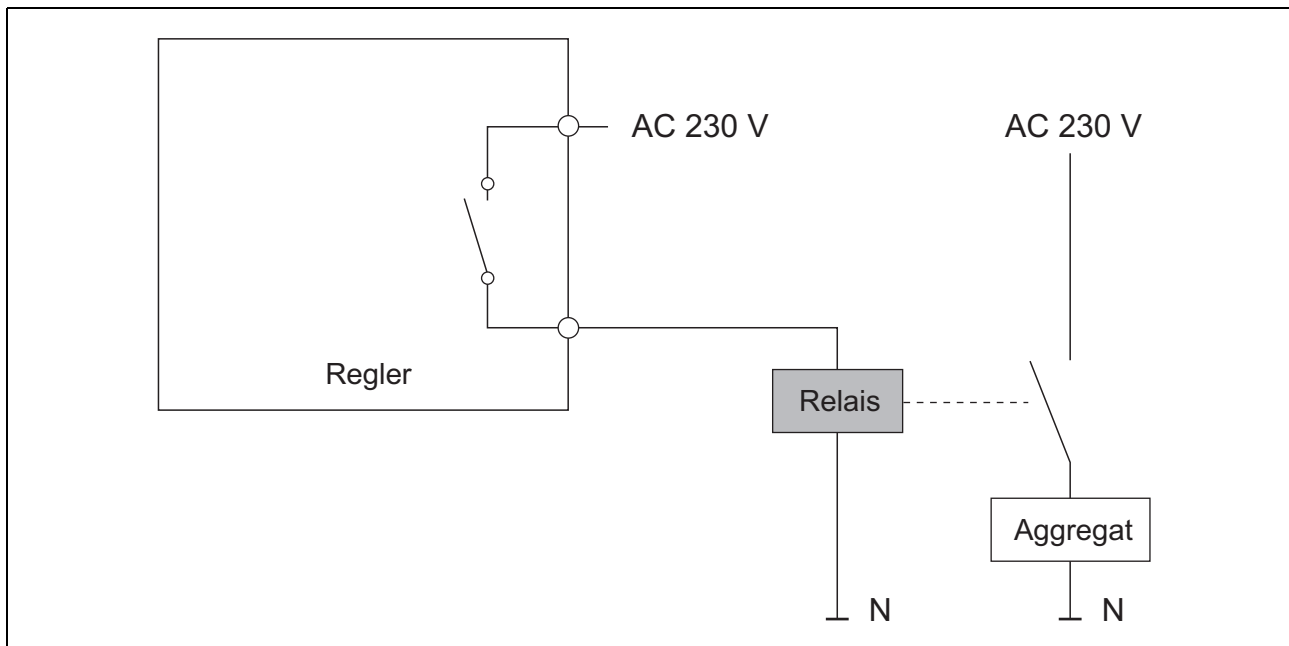 AC 230 V
AC 230 V
Regler
Relais
Aggregat
N
N